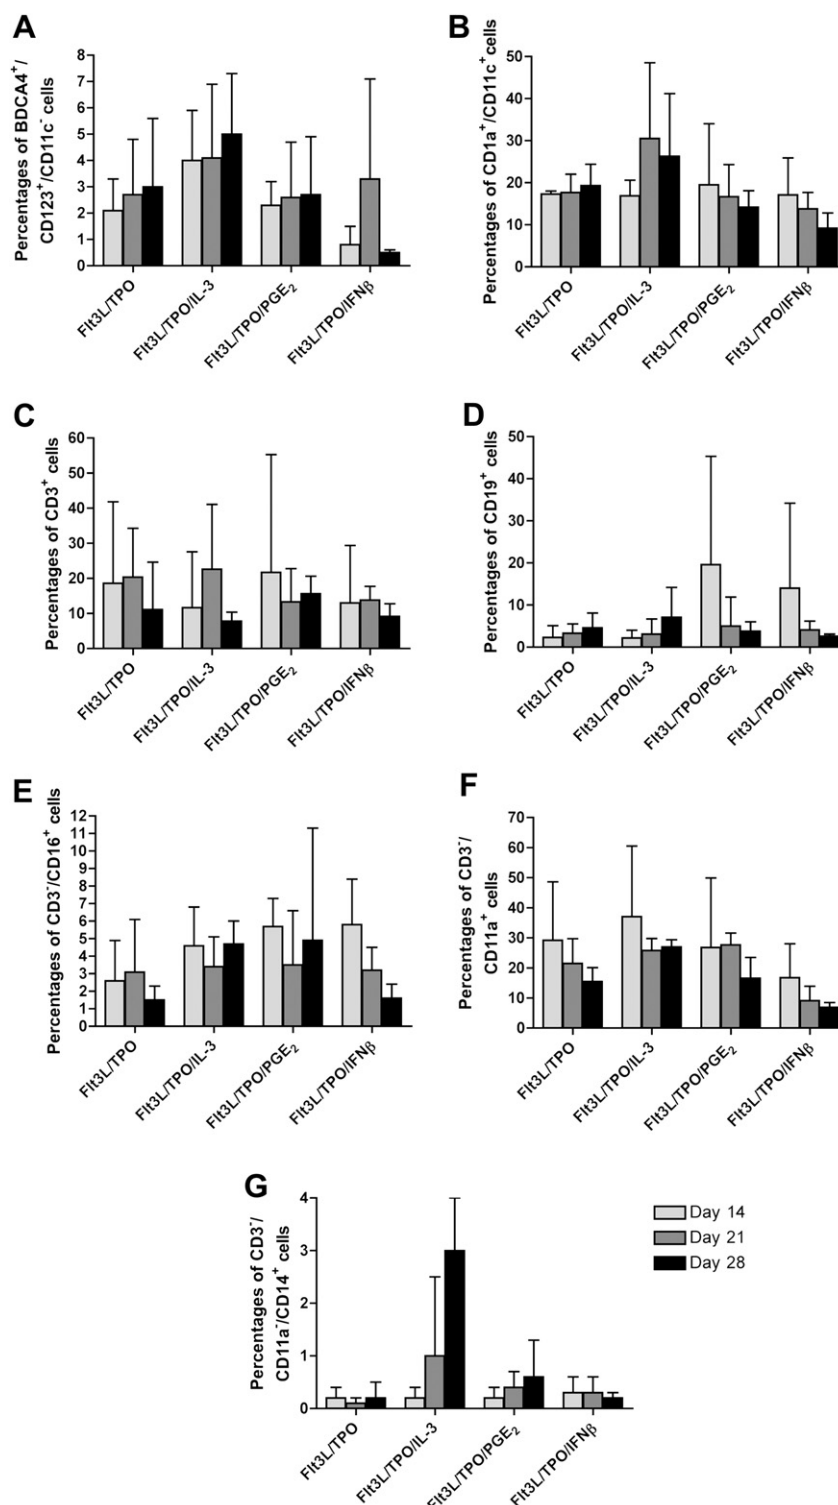 A
Percentages of BDCA4⁺/
CD123⁺/CD11c⁻ cells
8
7
6
5
4
3
2
1
0
Flt3L/TPO
Flt3L/TPO/IL-3
Flt3L/TPO/PGE₂
Flt3L/TPO/IFNβ
B
Percentages of CD1a⁺/CD11c⁺cells
50
40
30
20
10
0
Flt3L/TPO
Flt3L/TPO/IL-3
Flt3L/TPO/PGE₂
Flt3L/TPO/IFNβ
C
Percentages of CD3⁺ cells
60
50
40
30
20
10
0
Flt3L/TPO
Flt3L/TPO/IL-3
Flt3L/TPO/PGE₂
Flt3L/TPO/IFNβ
D
Percentages of CD19⁺ cells
50
40
30
20
10
0
Flt3L/TPO
Flt3L/TPO/IL-3
Flt3L/TPO/PGE₂
Flt3L/TPO/IFNβ
E
Percentages of CD3⁻/CD16⁺ cells
12
11
10
9
8
7
6
5
4
3
2
1
0
Flt3L/TPO
Flt3L/TPO/IL-3
Flt3L/TPO/PGE₂
Flt3L/TPO/IFNβ
F
Percentages of CD3⁻/
CD11a⁺ cells
70
60
50
40
30
20
10
0
Flt3L/TPO
Flt3L/TPO/IL-3
Flt3L/TPO/PGE₂
Flt3L/TPO/IFNβ
G
Percentages of CD3⁻/
CD11a⁻/CD14⁺ cells
4
3
2
1
0
Flt3L/TPO
Flt3L/TPO/IL-3
Flt3L/TPO/PGE₂
Flt3L/TPO/IFNβ
Day 14
Day 21
Day 28